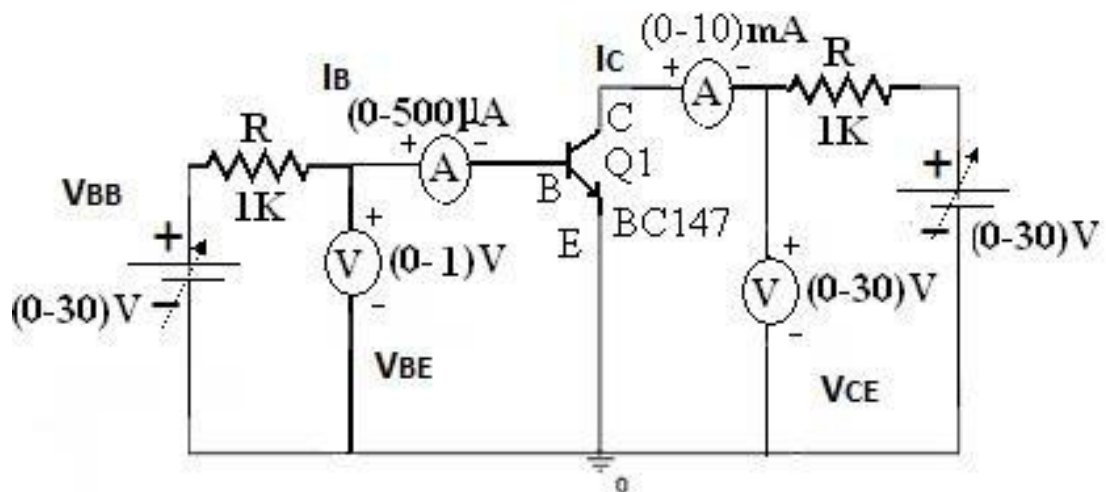 (0-10)mA
IC
+
-
R
A
1K
IB
(0-500)µA
R
+
-
A
1K
C
B
Q1
BC147
E
VBB
+
-
(0-30)V
+
V
(0-1)V
-
VBE
+
V
(0-30)V
-
VCE
+
-
(0-30)V
0